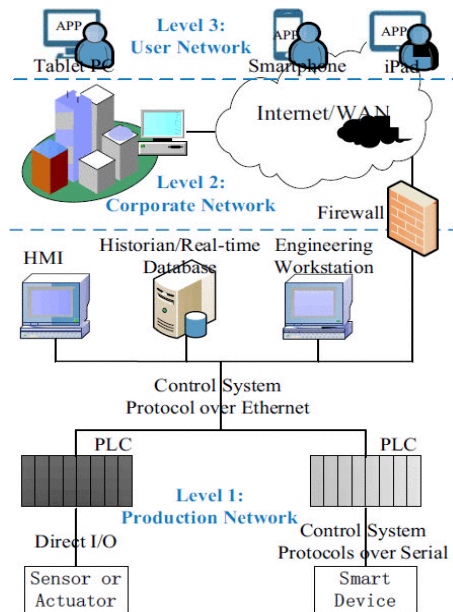 APP
APP
APP
Level 3:
User Network
Tablet PC
Smartphone
iPad
Internet/WAN
Level 2:
Corporate Network
Firewall
HMI
Historian/Real-time
Database
Engineering
Workstation
Control System
Protocol over Ethernet
PLC
PLC
Level 1:
Production Network
Direct I/O
Control System
Protocols over Serial
Sensor or
Actuator
Smart
Device